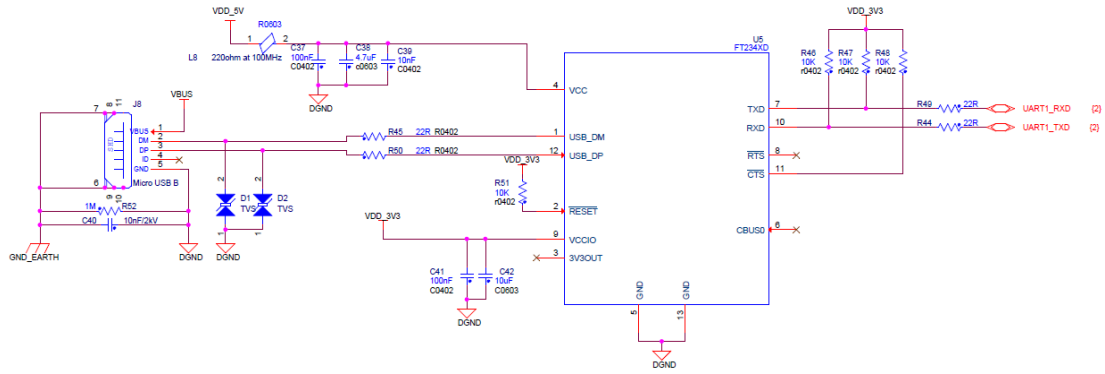 VDD_5V
R0603
1
2
L8
220ohm at 100MHz
C37
100nF
C0402
C38
4.7uF
c0603
C39
10nF
C0402
DGND
U5
FT234XD
VDD_3V3
R46
10K
r0402
R47
10K
r0402
R48
10K
r0402
4
VCC
TXD
7
R49
22R
UART1_RXD
{2}
RXD
10
R44
22R
UART1_TXD
{2}
RTS
8
CTS
11
CBUS0
6
J8
VBUS
7
8
11
VBUS
1
DM
2
DP
3
ID
4
GND
5
6
9
10
Micro USB B
1M
R52
C40
10nF/2kV
GND_EARTH
DGND
2
D1
TVS
1
2
D2
TVS
1
DGND
R45
22R
R0402
1
USB_DM
R50
22R
R0402
12
USB_DP
VDD_3V3
R51
10K
r0402
2
RESET
VDD_3V3
9
VCCIO
3
3V3OUT
C41
100nF
C0402
C42
10uF
C0603
DGND
GND
5
GND
13
DGND